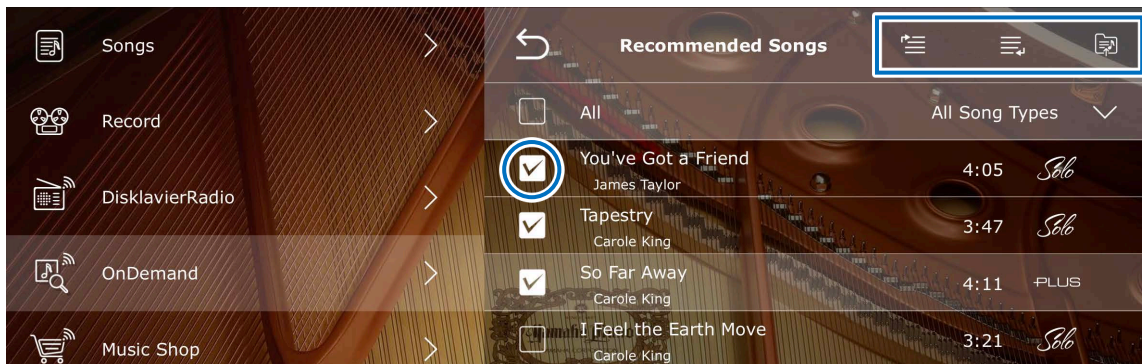 Songs
Record
DisklavierRadio
OnDemand
Music Shop
Recommended Songs
All
All Song Types
You've Got a Friend
James Taylor
4:05
Solo
Tapestry
Carole King
3:47
Solo
So Far Away
Carole King
4:11
PLUS
I Feel the Earth Move
Carole King
3:21
Solo